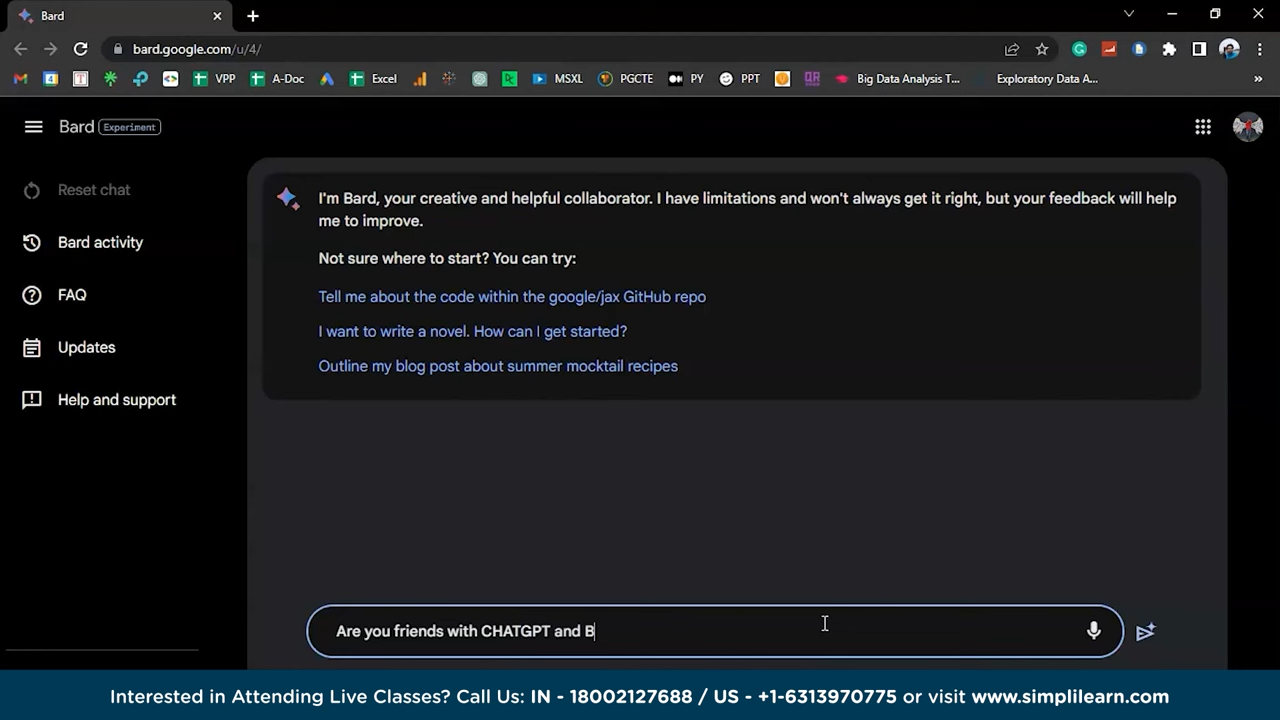 Bard
bard.google.com/u/4/
VPP
A-Doc
Excel
MSXL
PGCTE
PY
PPT
QR
Big Data Analysis T...
Exploratory Data A...
Bard Experiment
Reset chat
Bard activity
FAQ
Updates
Help and support
I'm Bard, your creative and helpful collaborator. I have limitations and won't always get it right, but your feedback will help
me to improve.
Not sure where to start? You can try:
Tell me about the code within the google/jax GitHub repo
I want to write a novel. How can I get started?
Outline my blog post about summer mocktail recipes
Are you friends with CHATGPT and B
Interested in Attending Live Classes? Call Us: IN - 18002127688 / US - +1-6313970775 or visit www.simplilearn.com